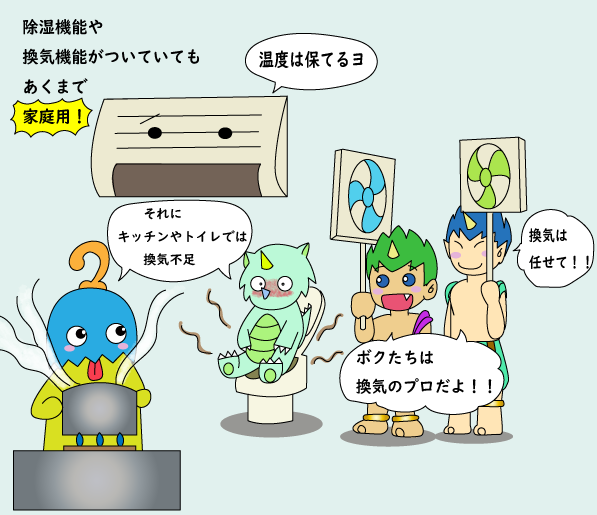 除湿機能や
換気機能がついていても
あくまで
家庭用！
温度は保てるヨ
それに
キッチンやトイレでは
換気不足
換気は
任せて！！
ボクたちは
換気のプロだよ！！